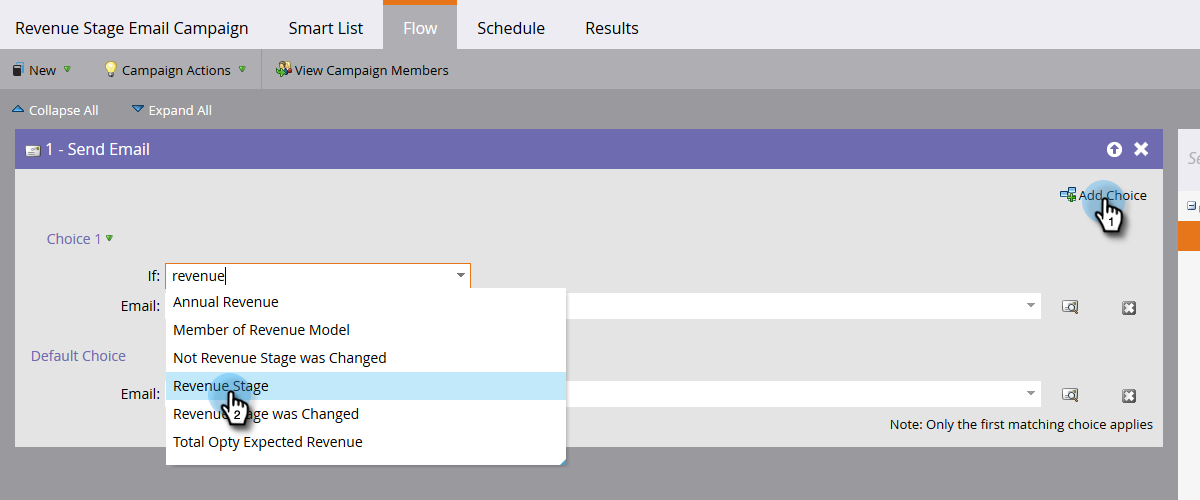 Revenue Stage Email Campaign Smart List Flow Schedule Results
New Campaign Actions View Campaign Members
Collapse All Expand All
1 - Send Email
Add Choice
1
Choice 1
If: revenue
Annual Revenue
Email:
Member of Revenue Model
Not Revenue Stage was Changed
Default Choice
Revenue Stage
2
Email:
Revenue Stage was Changed
Note: Only the first matching choice applies
Total Opty Expected Revenue